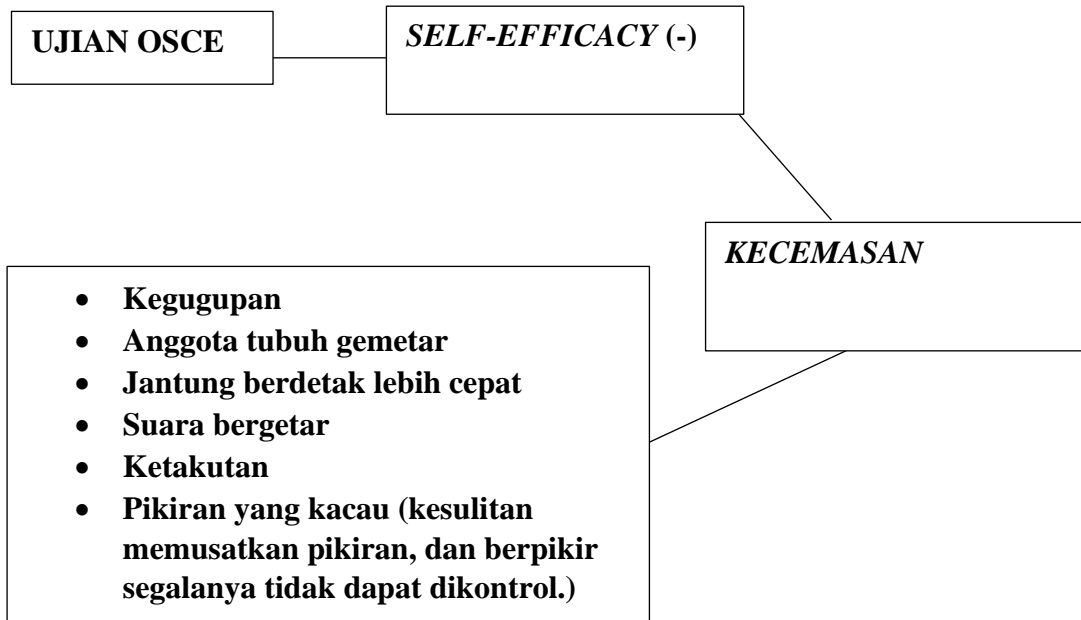 UJIAN OSCE
SELF-EFFICACY (-)
KECEMASAN
• Kegugupan
• Anggota tubuh gemetar
• Jantung berdetak lebih cepat
• Suara bergetar
• Ketakutan
• Pikiran yang kacau (kesulitan
memusatkan pikiran, dan berpikir
segalanya tidak dapat dikontrol.)